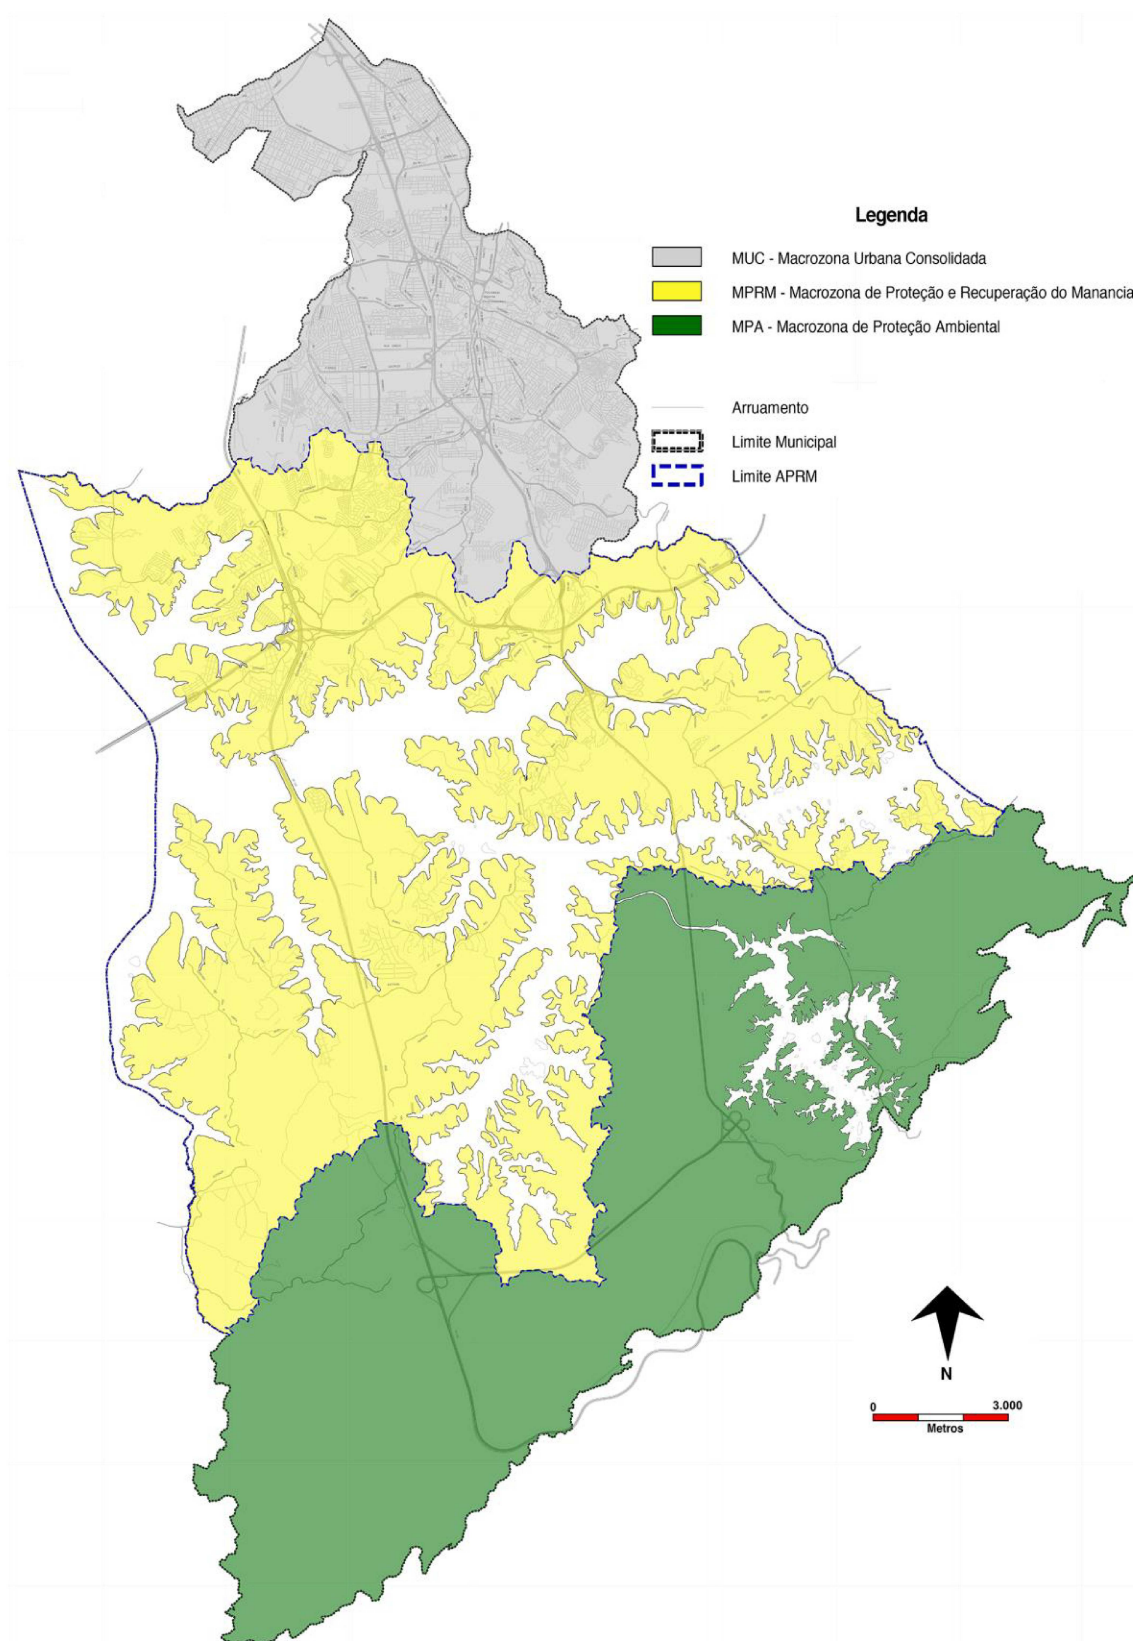 Legenda
MUC - Macrozona Urbana Consolidada
MPRM - Macrozona de Proteção e Recuperação do Manancia
MPA - Macrozona de Proteção Ambiental
Arruamento
Limite Municipal
Limite APRM
N
0 3.000
Metros